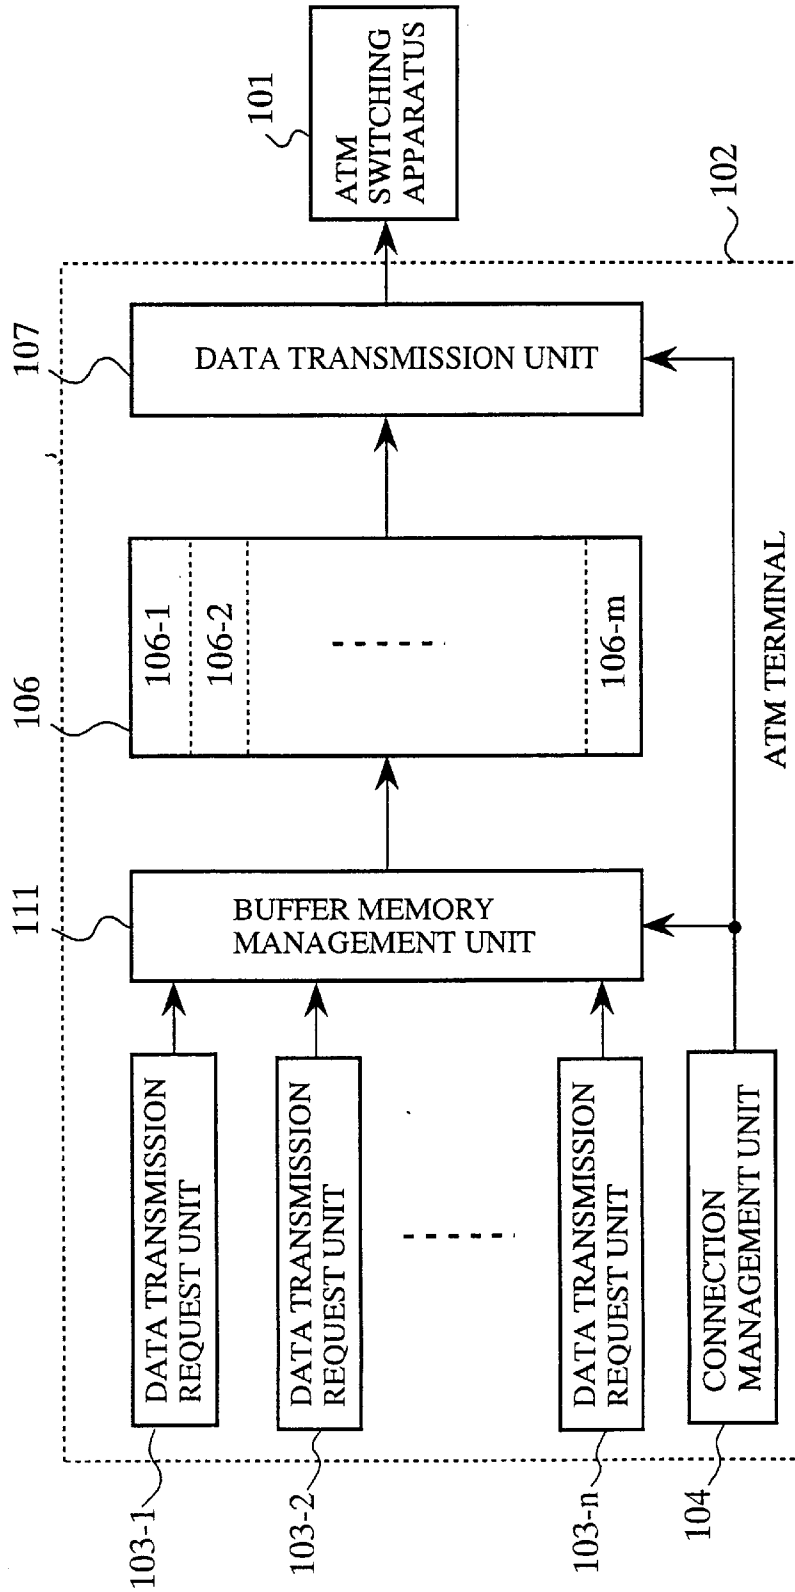 103-1
DATA TRANSMISSION
REQUEST UNIT
103-2
DATA TRANSMISSION
REQUEST UNIT
103-n
DATA TRANSMISSION
REQUEST UNIT
104
CONNECTION
MANAGEMENT UNIT
111
BUFFER MEMORY
MANAGEMENT UNIT
106
106-1
106-2
106-m
107
DATA TRANSMISSION UNIT
101
ATM
SWITCHING
APPARATUS
102
ATM TERMINAL